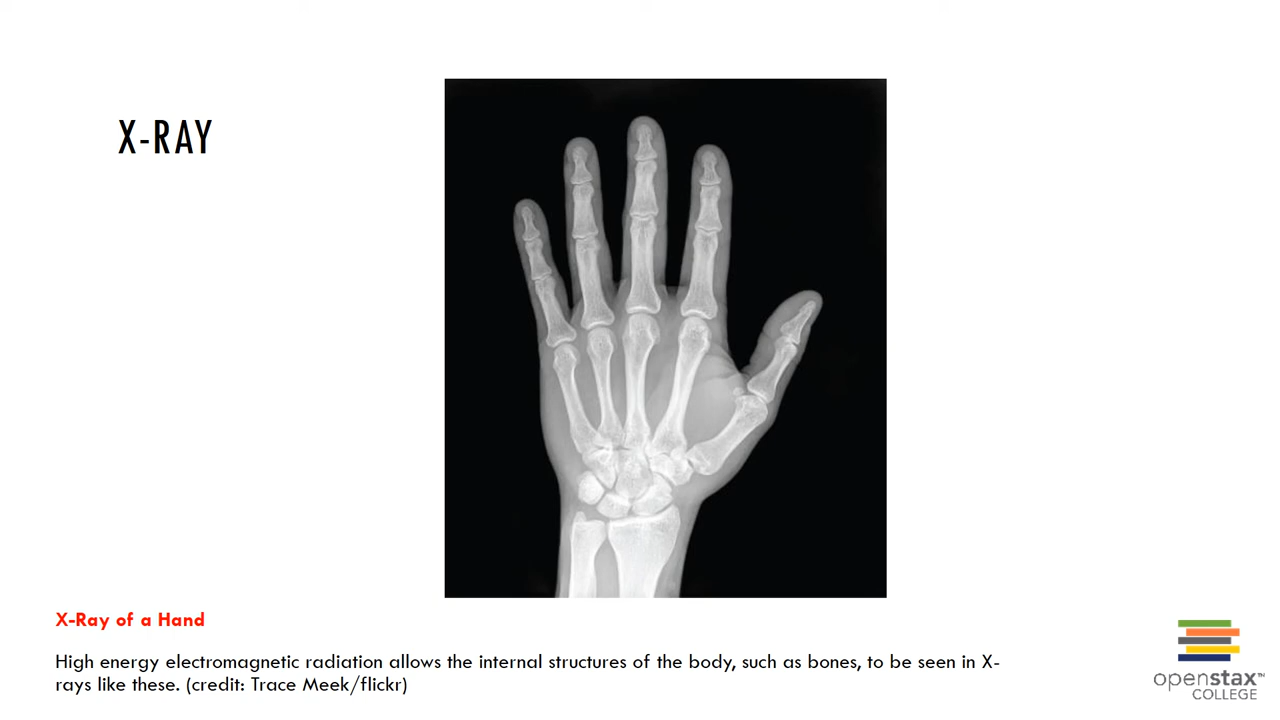 X-RAY
X-Ray of a Hand
High energy electromagnetic radiation allows the internal structures of the body, such as bones, to be seen in X-
rays like these. (credit: Trace Meek/flickr)
openstax™
COLLEGE